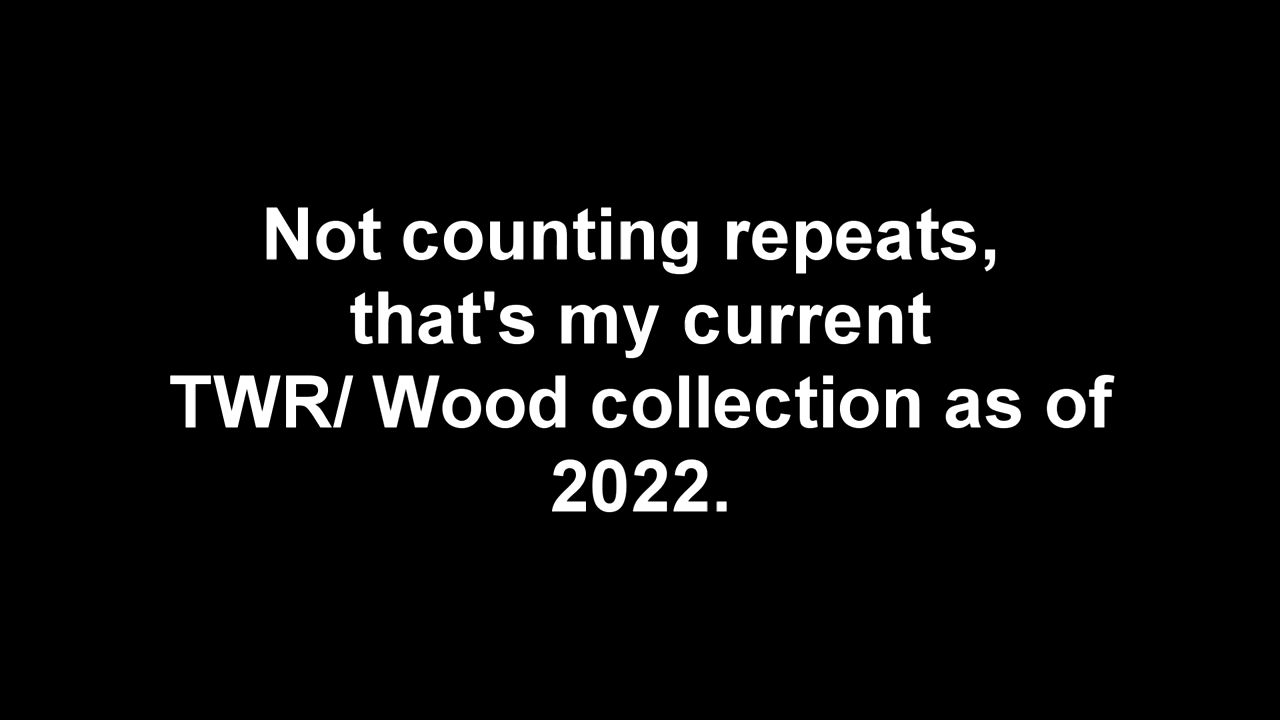 Not counting repeats,
that's my current
TWR/ Wood collection as of
2022.